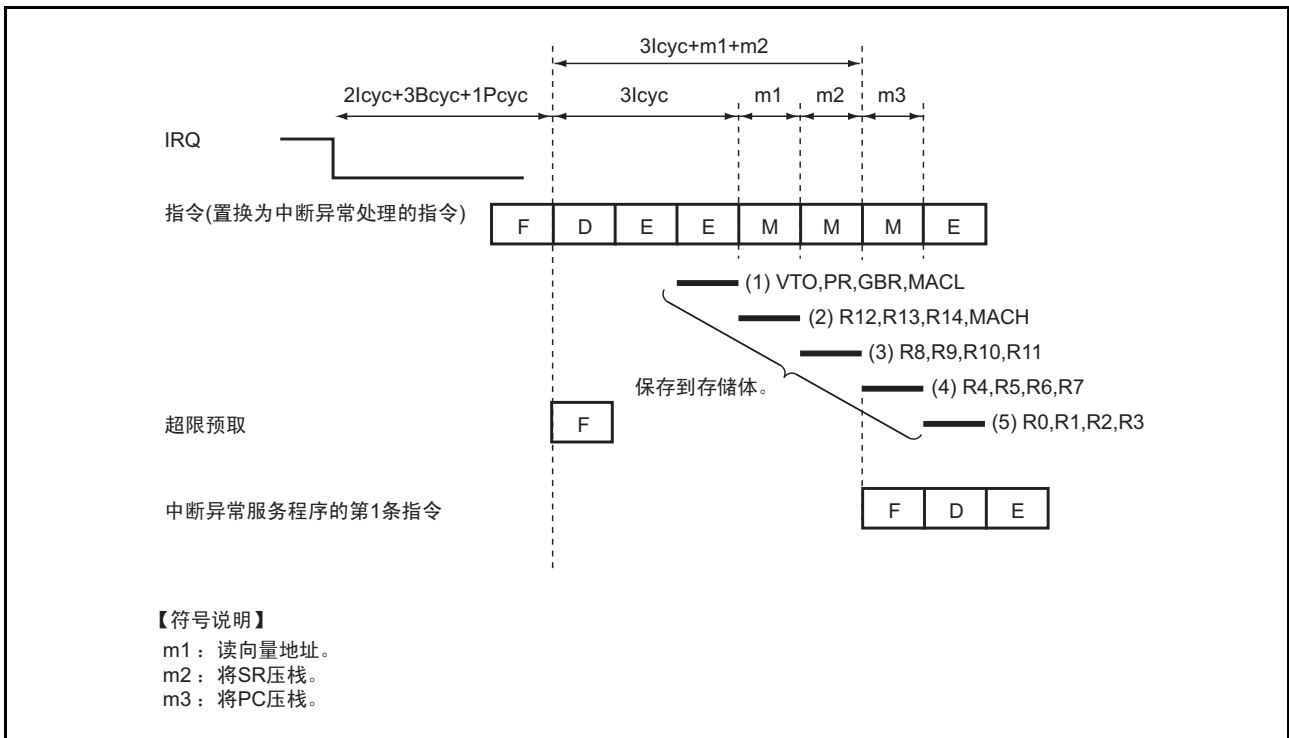 3Icyc+m1+m2
2Icyc+3Bcyc+1Pcyc 3Icyc m1 m2 m3
IRQ
指令(置换为中断异常处理的指令) F D E E M M M E
(1) VTO,PR,GBR,MACL
(2) R12,R13,R14,MACH
(3) R8,R9,R10,R11
保存到存储体。 (4) R4,R5,R6,R7
超限预取 F (5) R0,R1,R2,R3
中断异常服务程序的第1条指令 F D E
【符号说明】
m1：读向量地址。
m2：将SR压栈。
m3：将PC压栈。